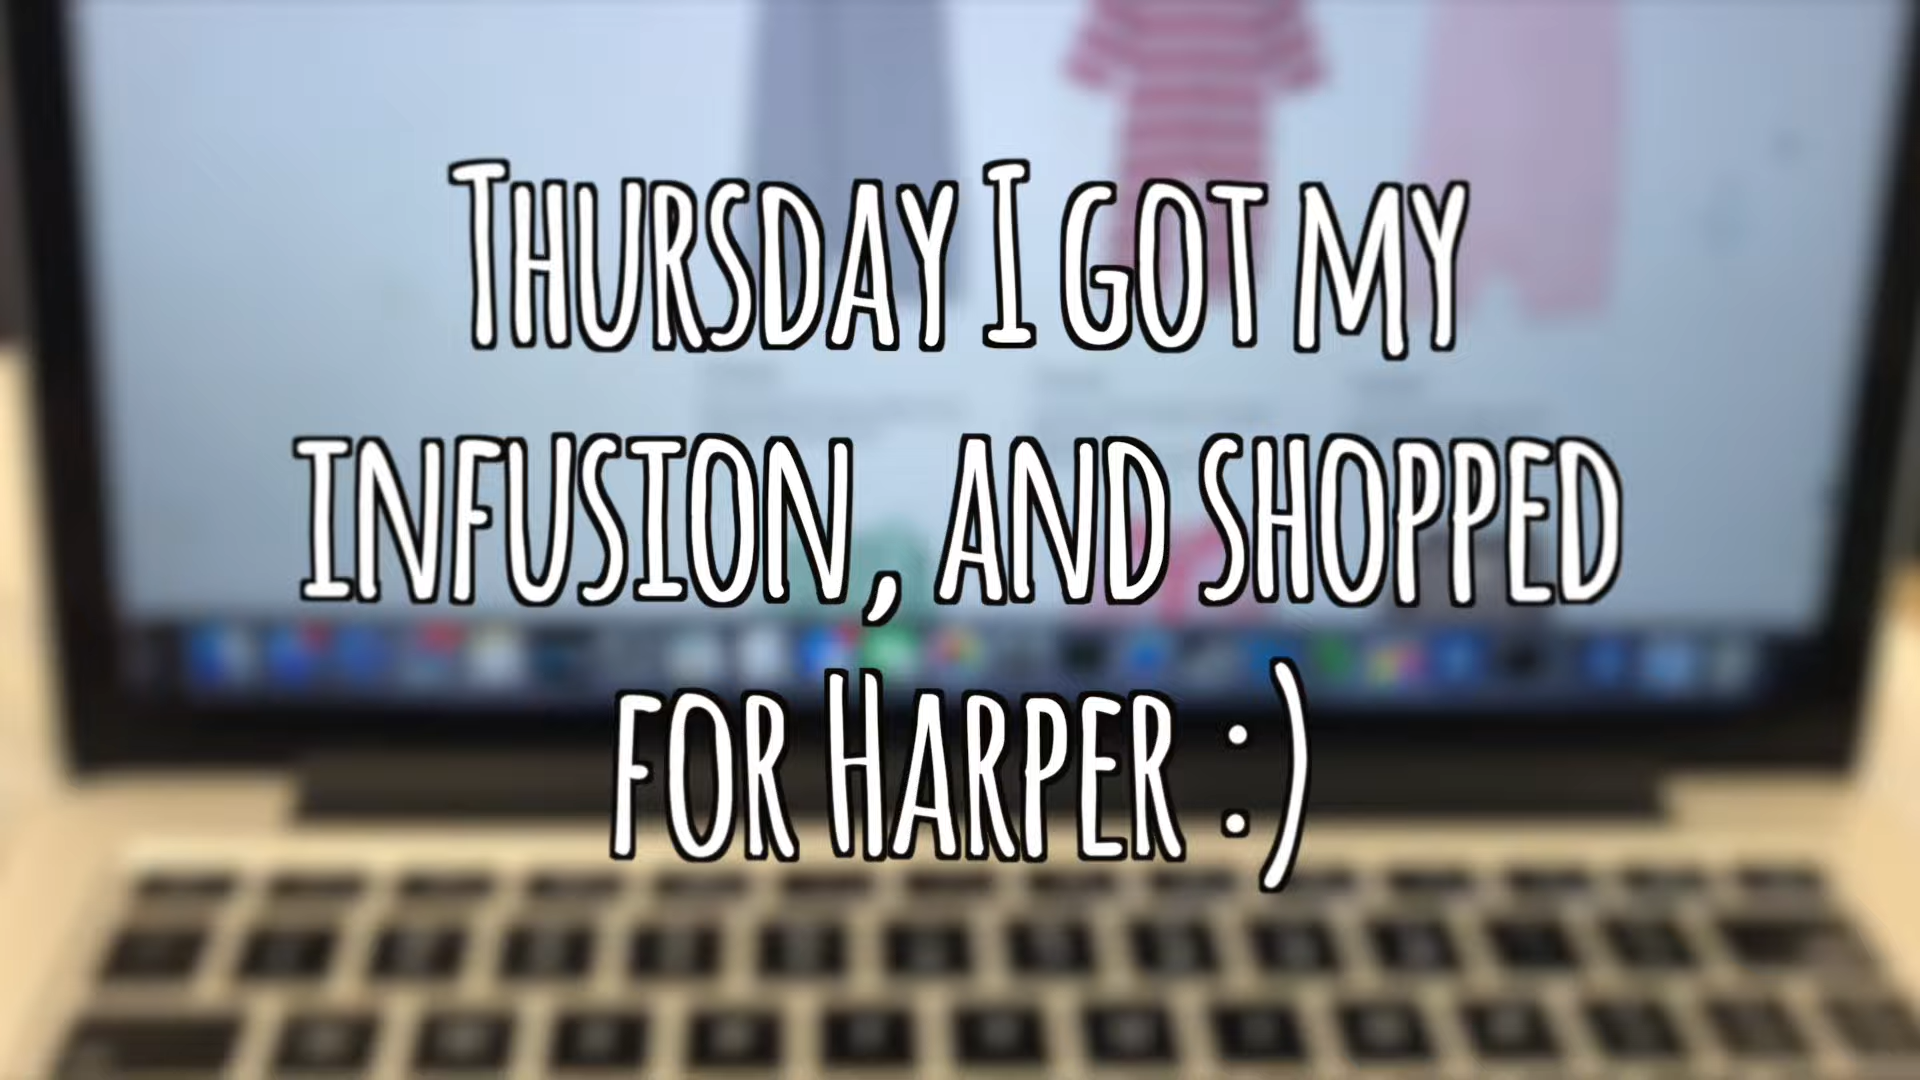 Thursday I got my
infusion, and shopped
for Harper :)